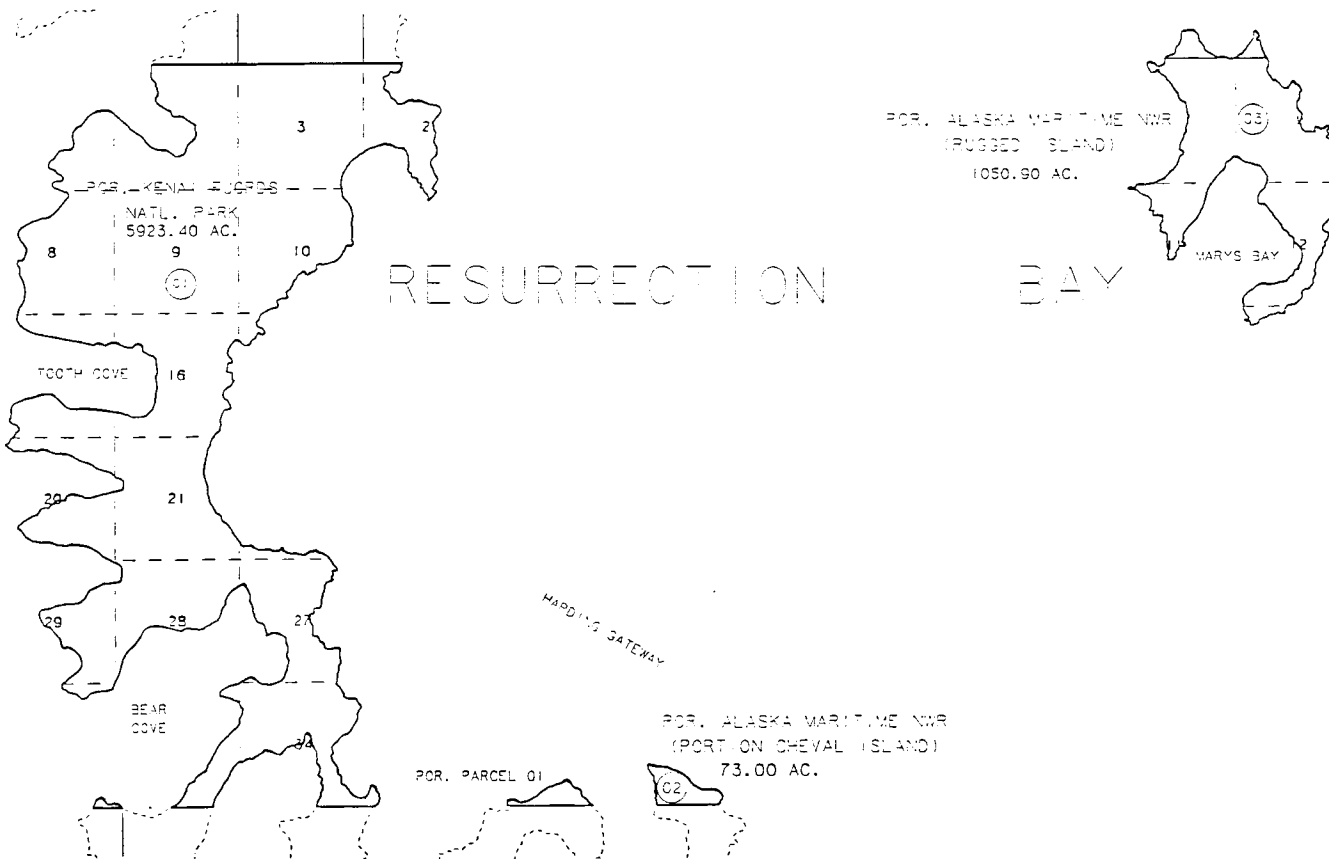 3
2
POR. ALASKA MARITIME NWR
(RUGGED ISLAND)
1050.90 AC.
03
POR. KENAI FJORDS
NATL. PARK
5923.40 AC.
8
9
10
01
RESURRECTION BAY
MARYS BAY
12
TOOTH COVE
16
20
21
29
28
27
HARDING GATEWAY
BEAR
COVE
34
POR. ALASKA MARITIME NWR
(PORTION CHEVAL ISLAND)
73.00 AC.
POR. PARCEL 01
02